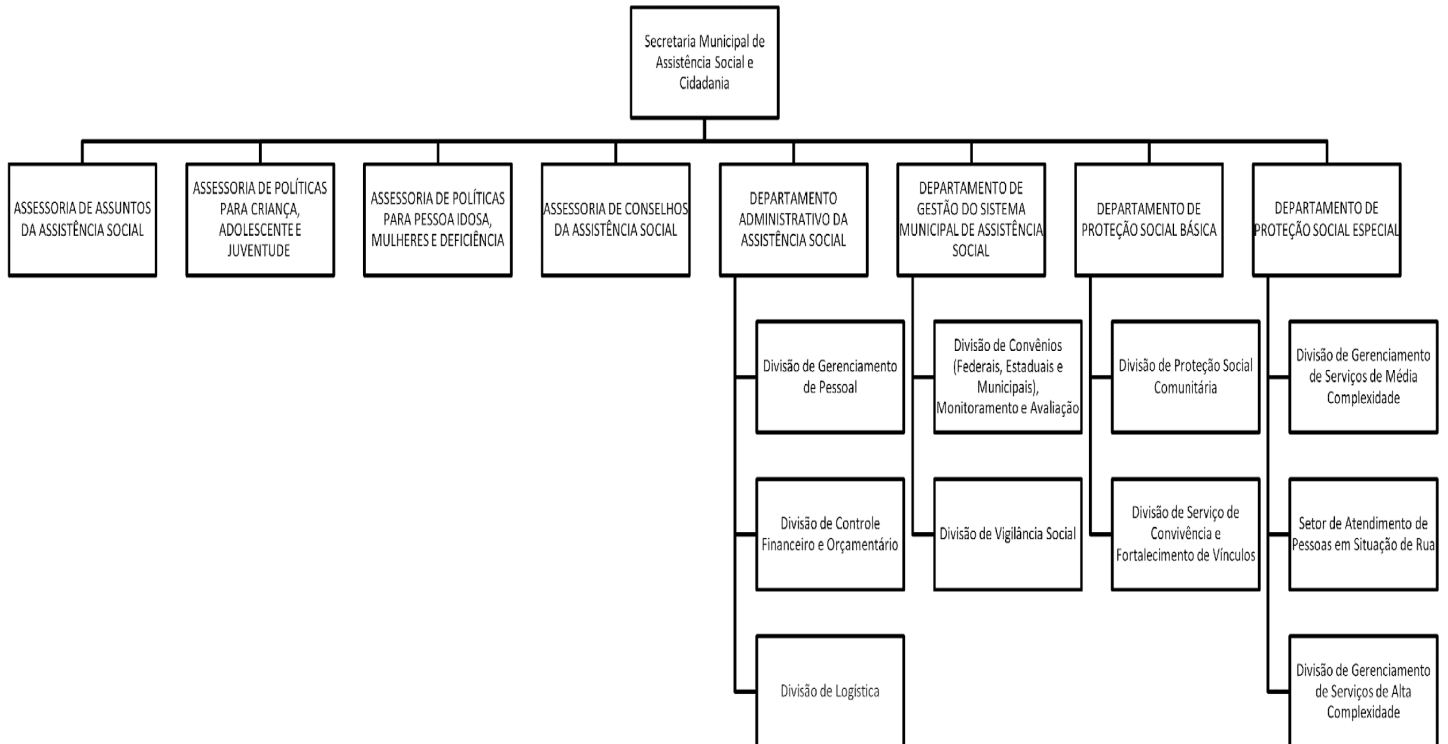 Secretaria Municipal de
Assistência Social e
Cidadania
ASSESSORIA DE ASSUNTOS
DA ASSISTÊNCIA SOCIAL
ASSESSORIA DE POLÍTICAS
PARA CRIANÇA,
ADOLESCENTE E
JUVENTUDE
ASSESSORIA DE POLÍTICAS
PARA PESSOA IDOSA,
MULHERES E DEFICIÊNCIA
ASSESSORIA DE CONSELHOS
DA ASSISTÊNCIA SOCIAL
DEPARTAMENTO
ADMINISTRATIVO DA
ASSISTÊNCIA SOCIAL
DEPARTAMENTO DE
GESTÃO DO SISTEMA
MUNICIPAL DE ASSISTÊNCIA
SOCIAL
DEPARTAMENTO DE
PROTEÇÃO SOCIAL BÁSICA
DEPARTAMENTO DE
PROTEÇÃO SOCIAL ESPECIAL
Divisão de Gerenciamento
de Pessoal
Divisão de Convênios
(Federais, Estaduais e
Municipais),
Monitoramento e Avaliação
Divisão de Proteção Social
Comunitária
Divisão de Gerenciamento
de Serviços de Média
Complexidade
Divisão de Controle
Financeiro e Orçamentário
Divisão de Vigilância Social
Divisão de Serviço de
Convivência e
Fortalecimento de Vínculos
Setor de Atendimento de
Pessoas em Situação de Rua
Divisão de Logística
Divisão de Gerenciamento
de Serviços de Alta
Complexidade